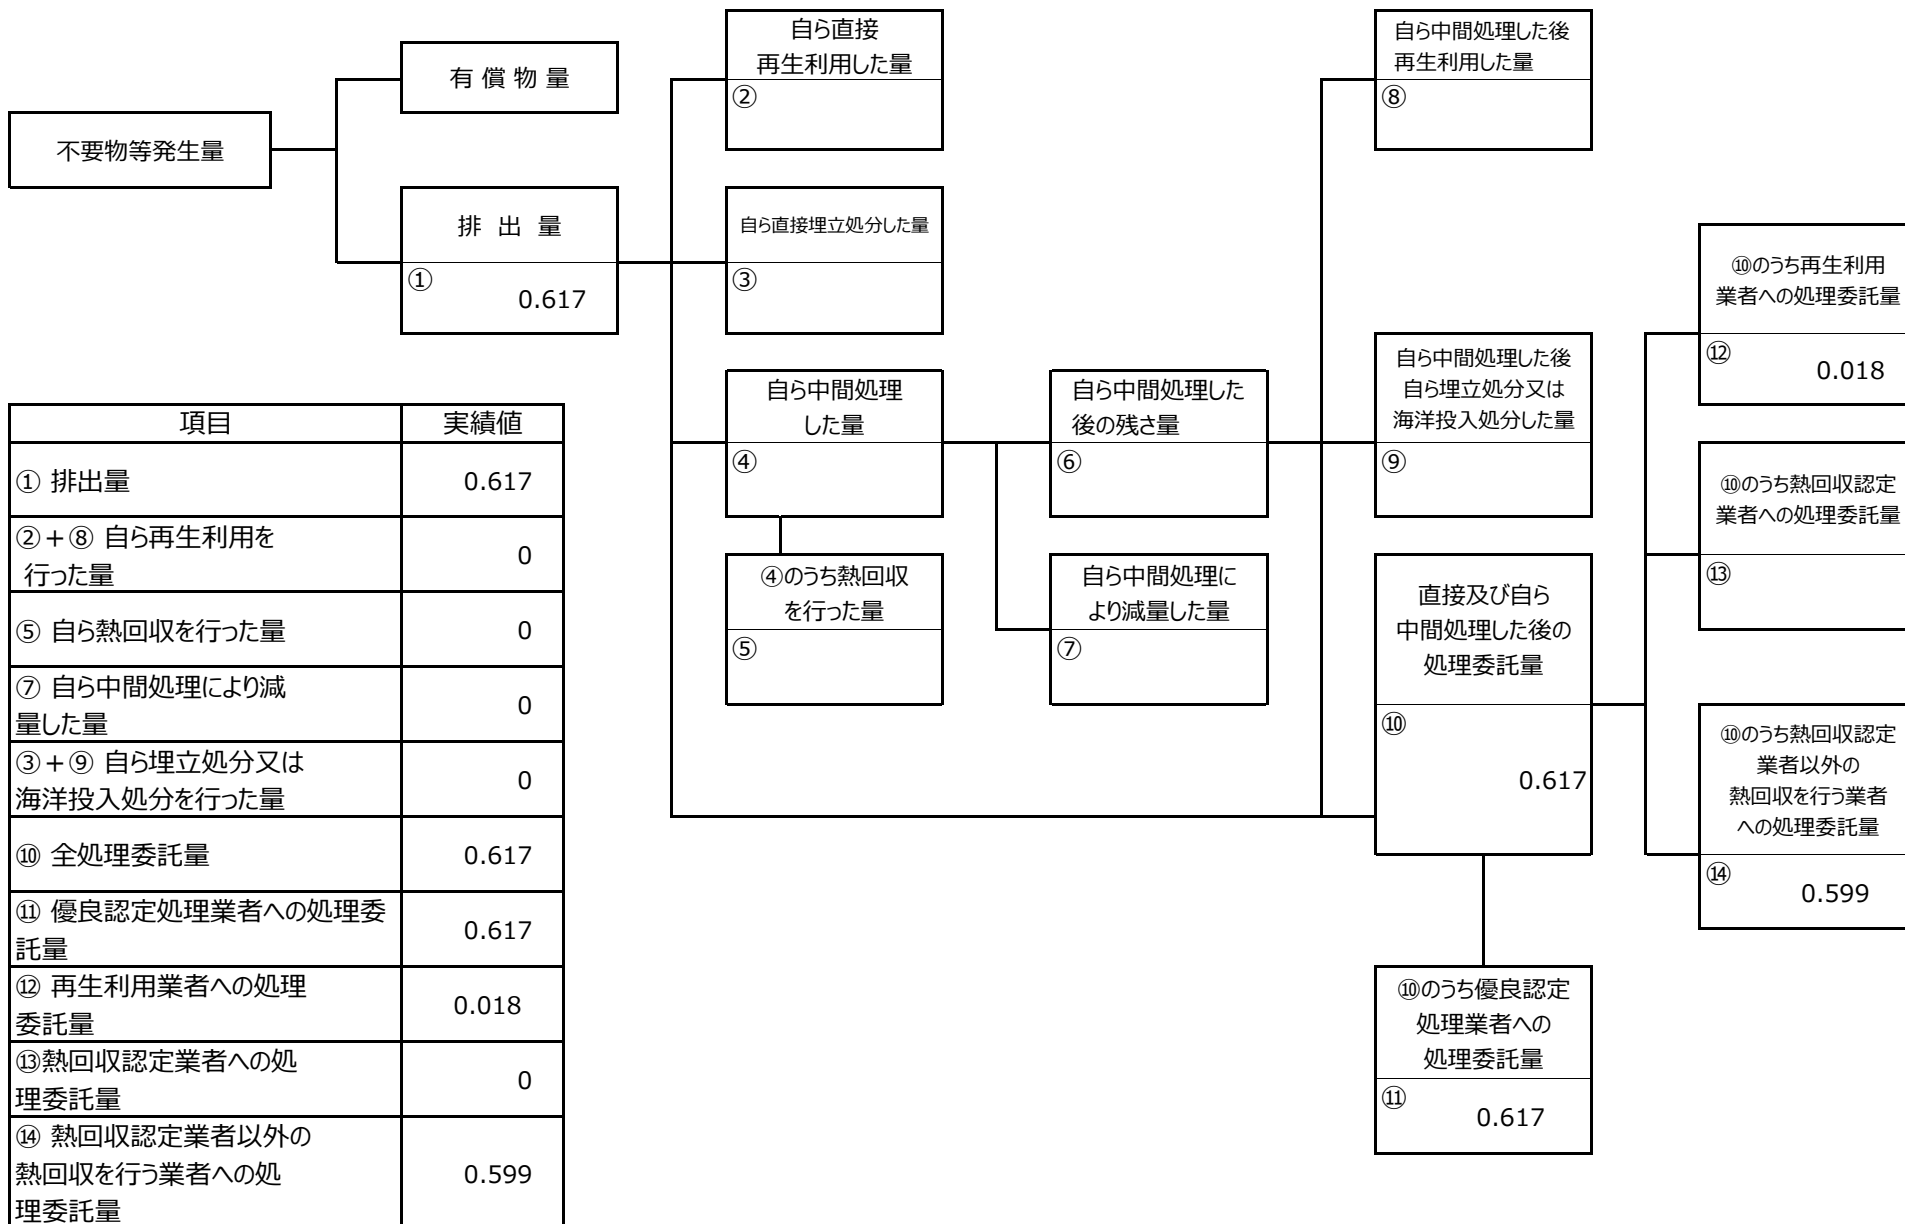 不要物等発生量
有 償 物 量
排 出 量
①
0.617
自ら直接
再生利用した量
②
自ら直接埋立処分した量
③
自ら中間処理
した量
④
④のうち熱回収
を行った量
⑤
自ら中間処理した
後の残さ量
⑥
自ら中間処理に
より減量した量
⑦
自ら中間処理した後
再生利用した量
⑧
自ら中間処理した後
自ら埋立処分又は
海洋投入処分した量
⑨
直接及び自ら
中間処理した後の
処理委託量
⑩
0.617
⑩のうち優良認定
処理業者への
処理委託量
⑪
0.617
⑩のうち再生利用
業者への処理委託量
⑫
0.018
⑩のうち熱回収認定
業者への処理委託量
⑬
⑩のうち熱回収認定
業者以外の
熱回収を行う業者
への処理委託量
⑭
0.599
項目 実績値
① 排出量 0.617
②+⑧ 自ら再生利用を
行った量 0
⑤ 自ら熱回収を行った量 0
⑦ 自ら中間処理により減
量した量 0
③+⑨ 自ら埋立処分又は
海洋投入処分を行った量 0
⑩ 全処理委託量 0.617
⑪ 優良認定処理業者への処理委
託量 0.617
⑫ 再生利用業者への処理
委託量 0.018
⑬熱回収認定業者への処
理委託量 0
⑭ 熱回収認定業者以外の
熱回収を行う業者への処
理委託量 0.599